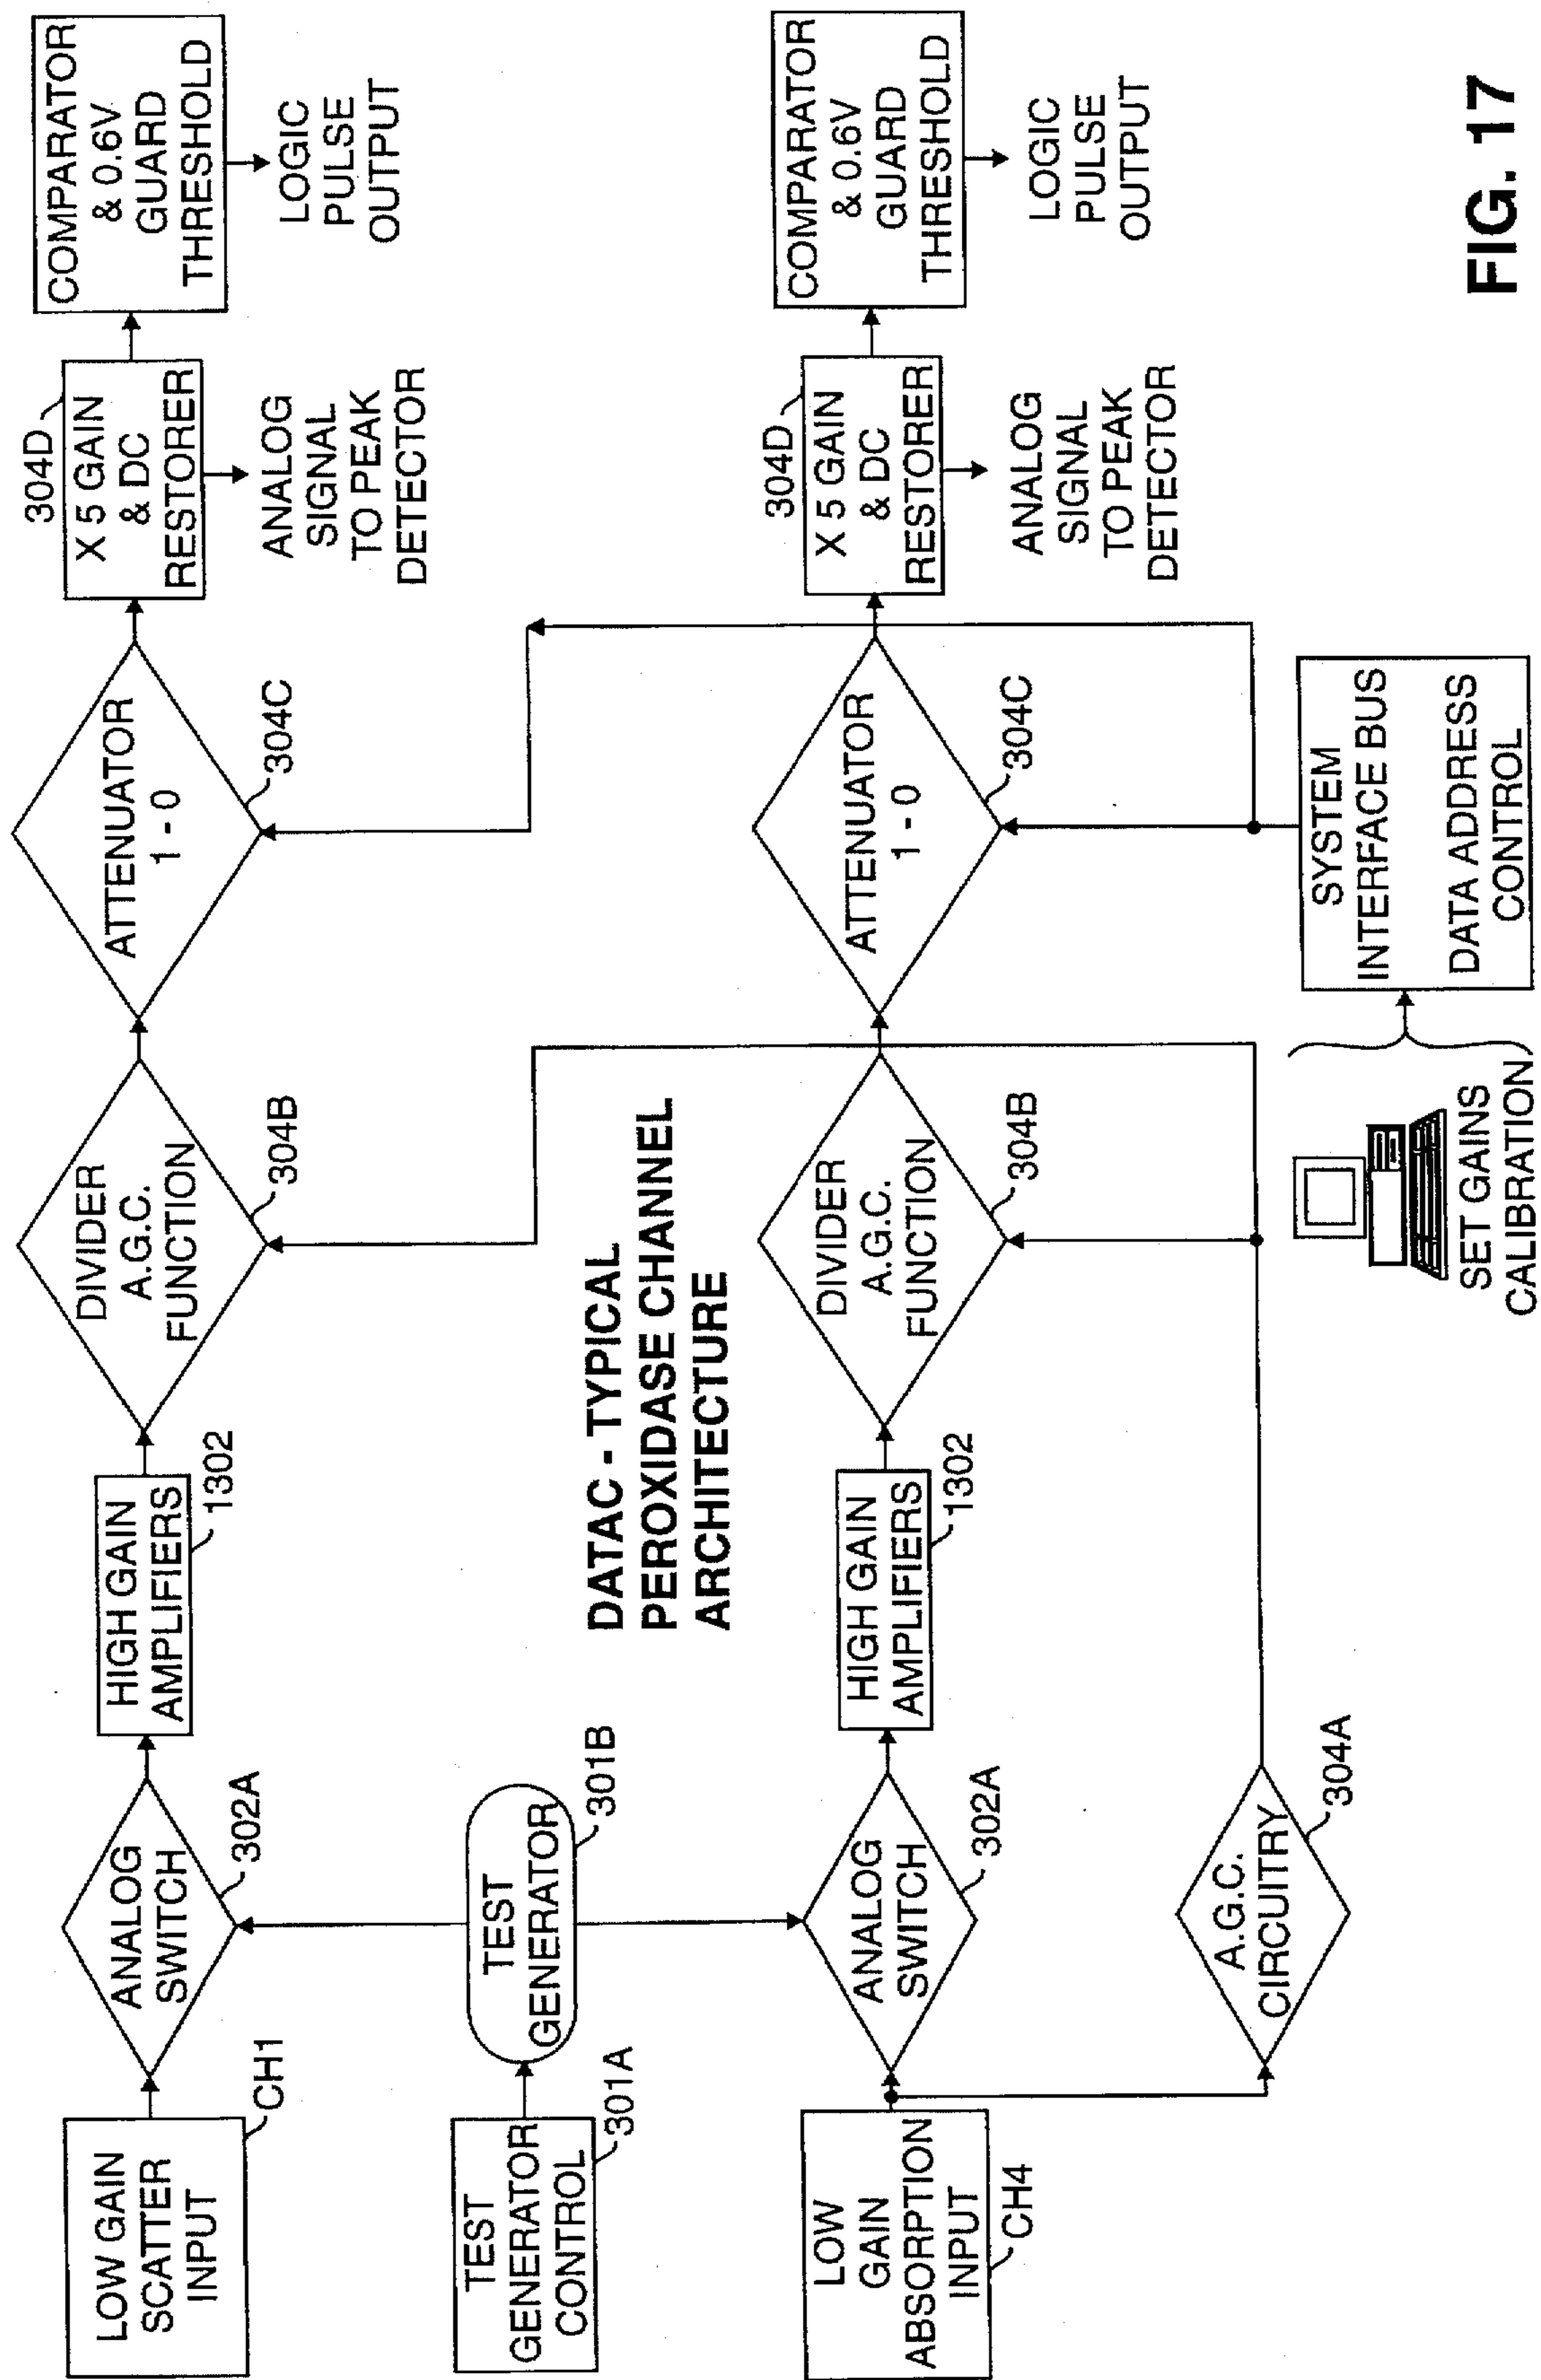 LOW GAIN
SCATTER
INPUT
CH1
ANALOG
SWITCH
302A
HIGH GAIN
AMPLIFIERS
1302
DIVIDER
A.G.C.
FUNCTION
304B
ATTENUATOR
1 - 0
304C
304D
X 5 GAIN
& DC
RESTORER
ANALOG
SIGNAL
TO PEAK
DETECTOR
COMPARATOR
& 0.6V
GUARD
THRESHOLD
LOGIC
PULSE
OUTPUT
TEST
GENERATOR
CONTROL
301A
TEST
GENERATOR
301B
DATAC - TYPICAL
PEROXIDASE CHANNEL
ARCHITECTURE
LOW
GAIN
ABSORPTION
INPUT
CH4
ANALOG
SWITCH
302A
HIGH GAIN
AMPLIFIERS
1302
DIVIDER
A.G.C.
FUNCTION
304B
ATTENUATOR
1 - 0
304C
304D
X 5 GAIN
& DC
RESTORER
ANALOG
SIGNAL
TO PEAK
DETECTOR
COMPARATOR
& 0.6V
GUARD
THRESHOLD
LOGIC
PULSE
OUTPUT
A.G.C.
CIRCUITRY
304A
SET GAINS
CALIBRATION
SYSTEM
INTERFACE BUS
DATA ADDRESS
CONTROL
FIG. 17